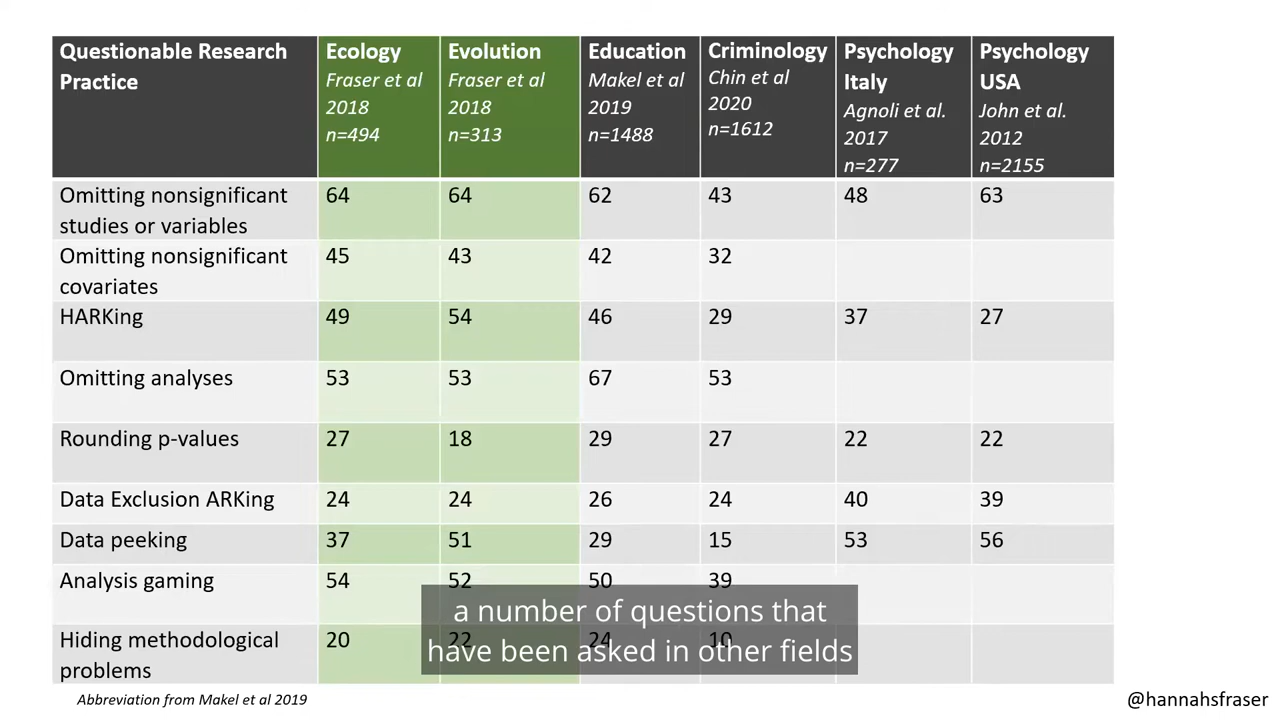 Questionable Research Practice
Ecology Fraser et al 2018 n=494
Evolution Fraser et al 2018 n=313
Education Makel et al 2019 n=1488
Criminology Chin et al 2020 n=1612
Psychology Italy Agnoli et al. 2017 n=277
Psychology USA John et al. 2012 n=2155
Omitting nonsignificant studies or variables 64 64 62 43 48 63
Omitting nonsignificant covariates 45 43 42 32
HARKing 49 54 46 29 37 27
Omitting analyses 53 53 67 53
Rounding p-values 27 18 29 27 22 22
Data Exclusion ARKing 24 24 26 24 40 39
Data peeking 37 51 29 15 53 56
Analysis gaming 54 52 50 39
Hiding methodological problems 20 22 24 10
a number of questions that
have been asked in other fields
Abbreviation from Makel et al 2019
@hannahsfraser